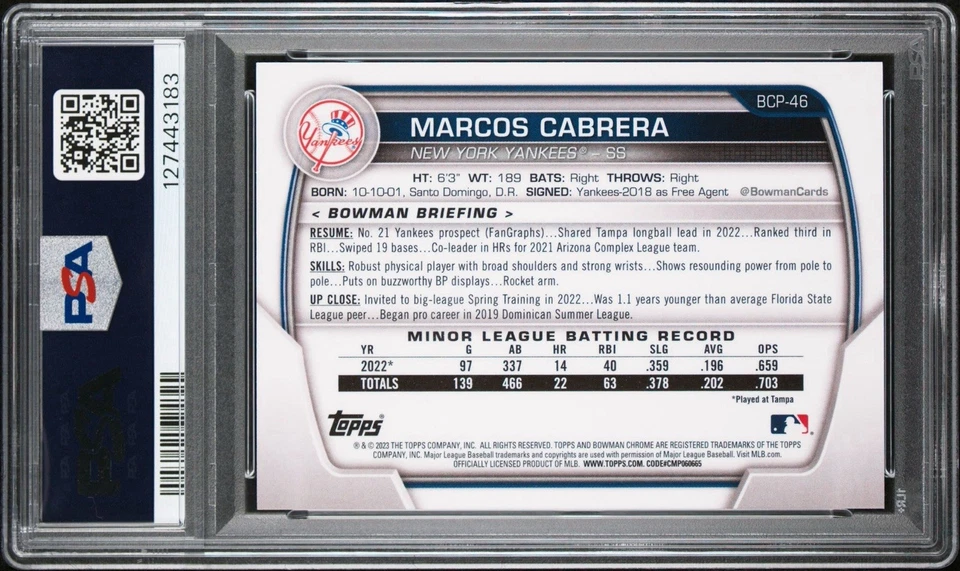 127443183
PSA
BCP-46
Yankees
MARCOS CABRERA
NEW YORK YANKEES® – SS
HT: 6'3" WT: 189 BATS: Right THROWS: Right
BORN: 10-10-01, Santo Domingo, D.R. SIGNED: Yankees-2018 as Free Agent @BowmanCards
< BOWMAN BRIEFING >
RESUME: No. 21 Yankees prospect (FanGraphs)...Shared Tampa longball lead in 2022...Ranked third in
RBI...Swiped 19 bases...Co-leader in HRs for 2021 Arizona Complex League team.
SKILLS: Robust physical player with broad shoulders and strong wrists...Shows resounding power from pole to
pole...Puts on buzzworthy BP displays...Rocket arm.
UP CLOSE: Invited to big-league Spring Training in 2022...Was 1.1 years younger than average Florida State
League peer...Began pro career in 2019 Dominican Summer League.
MINOR LEAGUE BATTING RECORD
YR G AB HR RBI SLG AVG OPS
2022* 97 337 14 40 .359 .196 .659
TOTALS 139 466 22 63 .378 .202 .703
*Played at Tampa
Topps®
® & © 2023 THE TOPPS COMPANY, INC. ALL RIGHTS RESERVED. TOPPS AND BOWMAN CHROME ARE REGISTERED TRADEMARKS OF THE TOPPS
COMPANY, INC. Major League Baseball trademarks and copyrights are used with permission of Major League Baseball. Visit MLB.com.
OFFICIALLY LICENSED PRODUCT OF MLB. WWW.TOPPS.COM. CODE#CMP060665